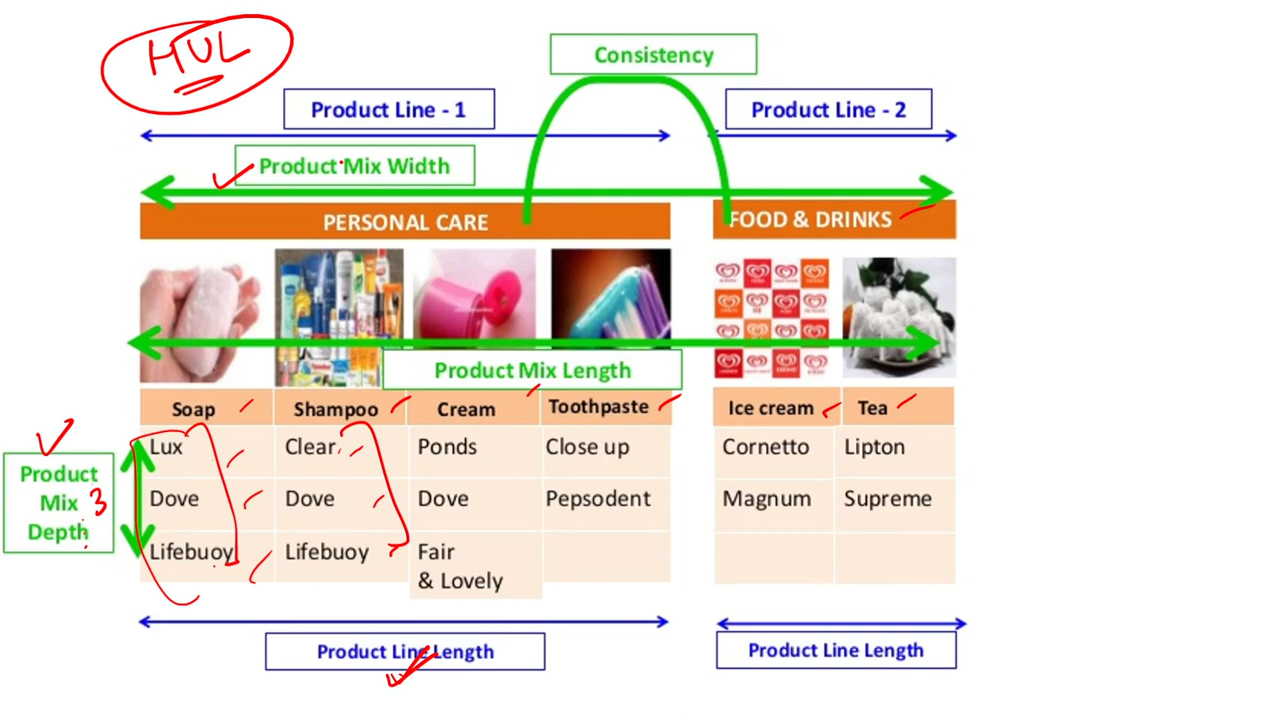 HUL
Consistency
Product Line - 1
Product Line - 2
Product Mix Width
PERSONAL CARE
FOOD & DRINKS
Product Mix Length
Soap Shampoo Cream Toothpaste Ice cream Tea
Lux Clear Ponds Close up Cornetto Lipton
Dove Dove Dove Pepsodent Magnum Supreme
Lifebuoy Lifebuoy Fair
& Lovely
Product
Mix 3
Depth
Product Line Length
Product Line Length